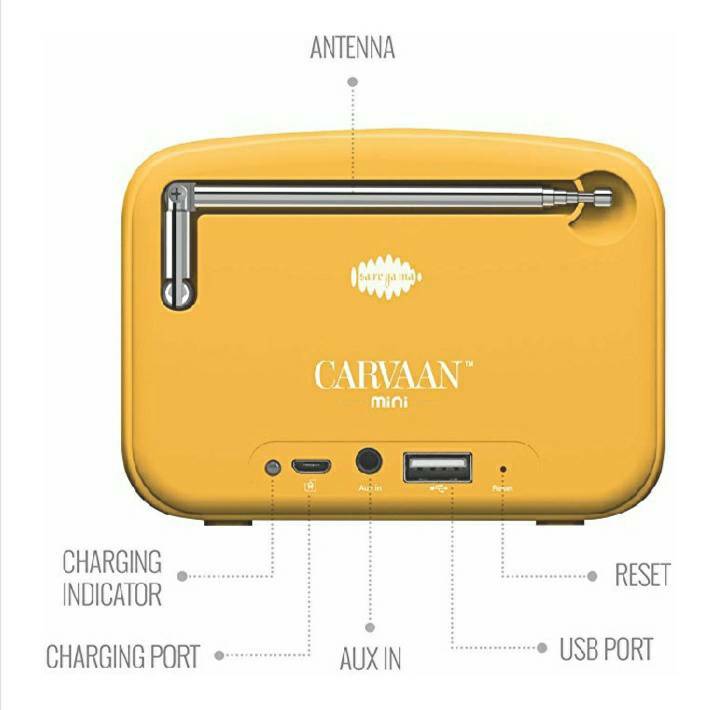 ANTENNA
saregama
CARVAAN™
mini
Aux in
Reset
CHARGING
INDICATOR
RESET
CHARGING PORT
AUX IN
USB PORT